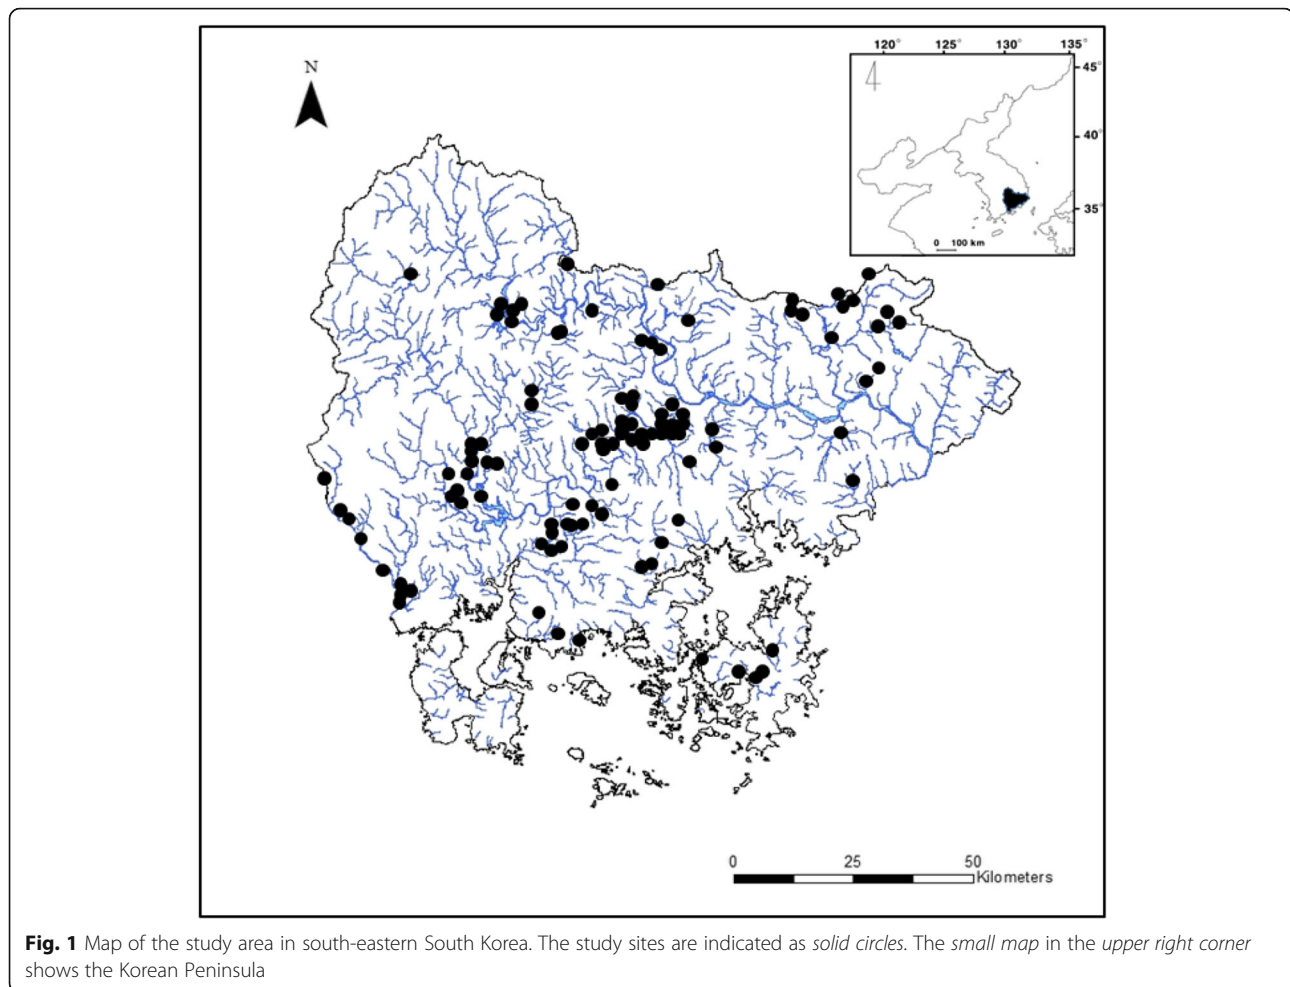 N
120° 125° 130° 135°
4
45°
40°
35°
0 100 km
0 25 50
Kilometers
Fig. 1 Map of the study area in south-eastern South Korea. The study sites are indicated as solid circles. The small map in the upper right corner
shows the Korean Peninsula